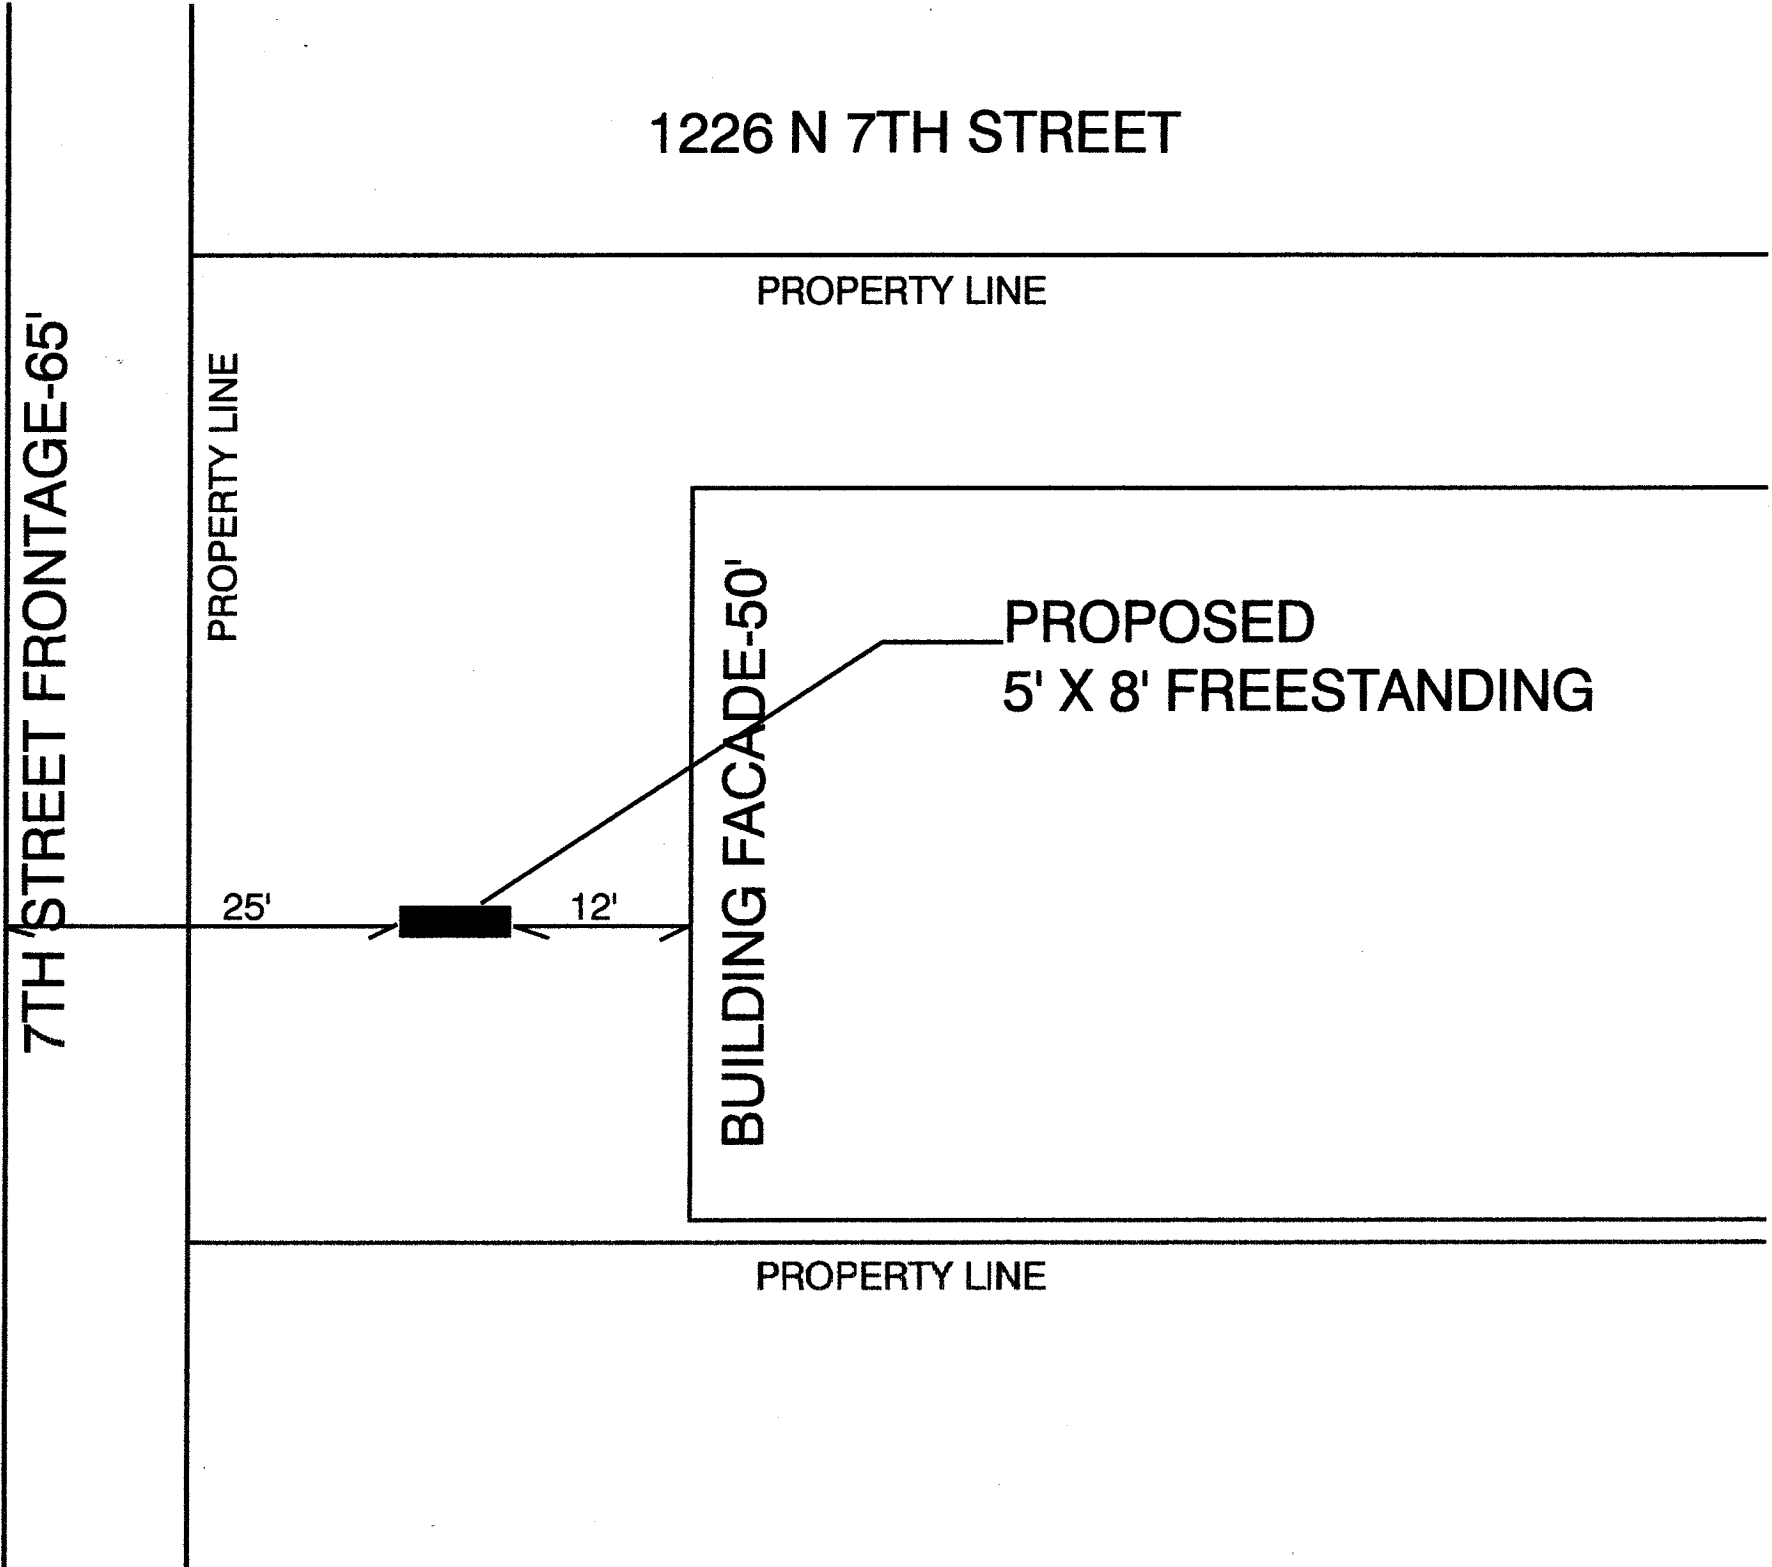 1226 N 7TH STREET
PROPERTY LINE
7TH STREET FRONTAGE-65'
PROPERTY LINE
BUILDING FACADE-50'
PROPOSED
5' X 8' FREESTANDING
25'
12'
PROPERTY LINE